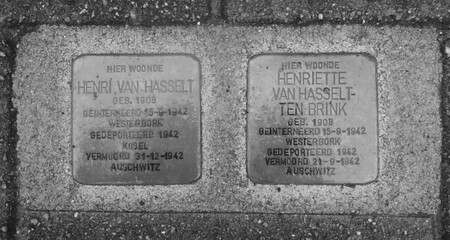 HIER WOONDE
HENRI VAN HASSELT
GEB. 1908
GEINTERNEERD 15-8-1942
WESTERBORK
GEDEPORTEERD 1942
KOSEL
VERMOORD 31-12-1942
AUSCHWITZ
HIER WOONDE
HENRIETTE
VAN HASSELT-
TEN BRINK
GEB. 1908
GEINTERNEERD 15-8-1942
WESTERBORK
GEDEPORTEERD 1942
VERMOORD 21-9-1942
AUSCHWITZ